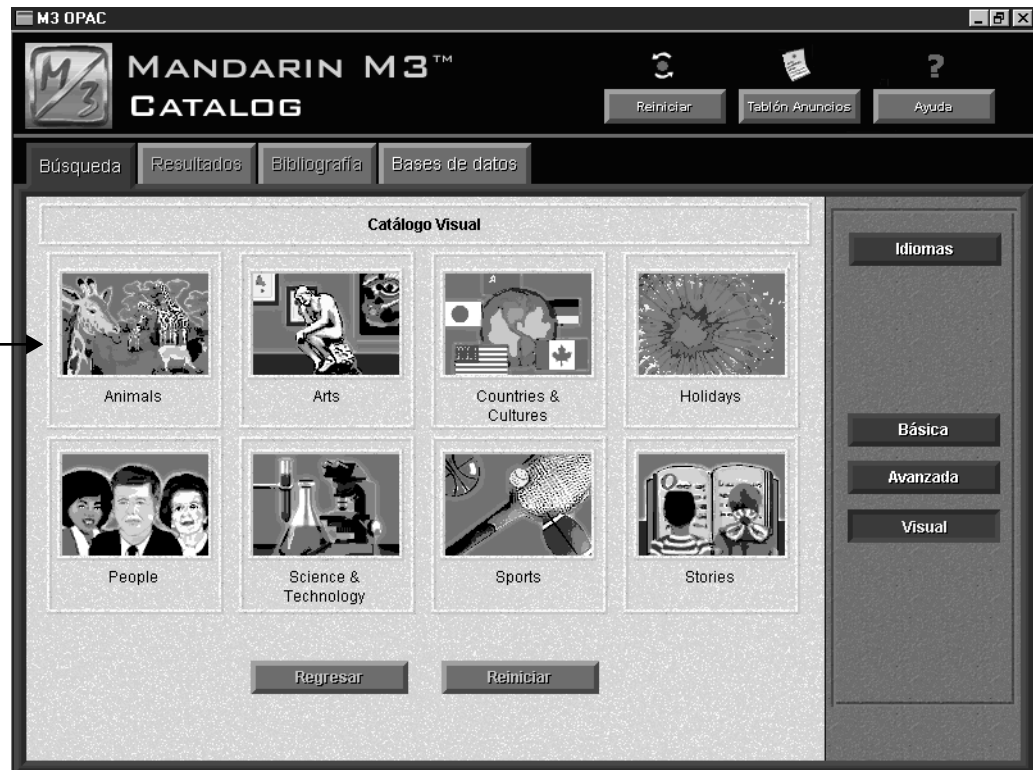 M3 OPAC
M/3
MANDARIN M3™
CATALOG
?
Reiniciar Tablón Anuncios Ayuda
Búsqueda Resultados Bibliografía Bases de datos
Catálogo Visual
Idiomas
Animals Arts Countries & Holidays
Cultures
Básica
Avanzada
Visual
People Science & Sports Stories
Technology
Regresar Reiniciar